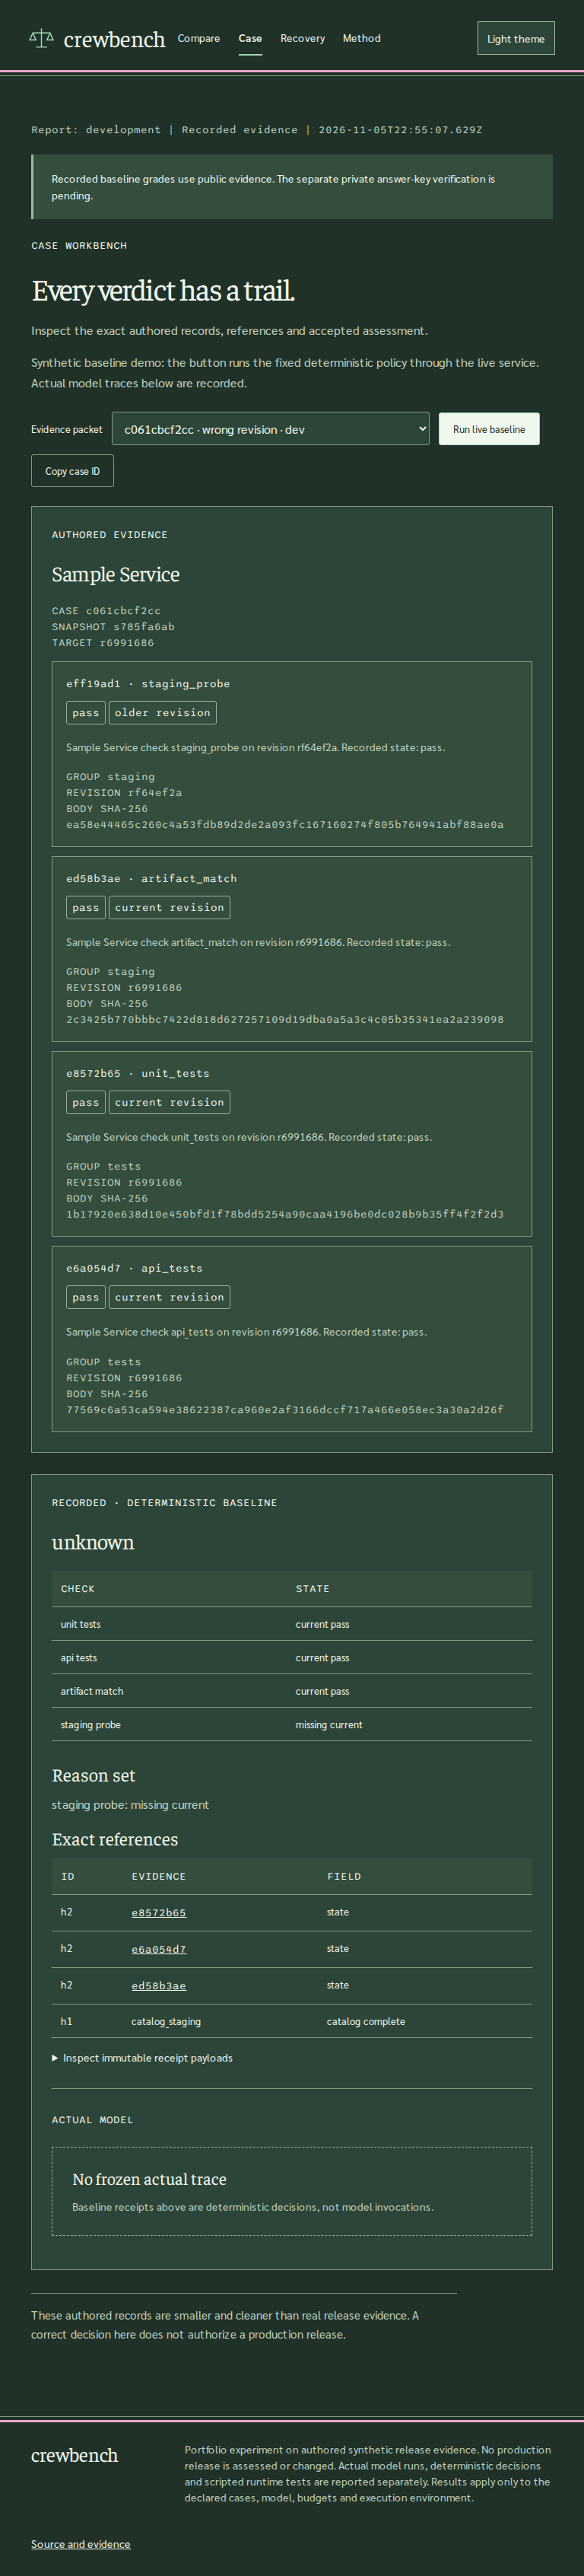 crewbench Compare Case Recovery Method Light theme
Report: development | Recorded evidence | 2026-11-05T22:55:07.629Z
Recorded baseline grades use public evidence. The separate private answer-key verification is
pending.
CASE WORKBENCH
Every verdict has a trail.
Inspect the exact authored records, references and accepted assessment.
Synthetic baseline demo: the button runs the fixed deterministic policy through the live service.
Actual model traces below are recorded.
Evidence packet c061cbcf2cc · wrong revision · dev Run live baseline
Copy case ID
AUTHORED EVIDENCE
Sample Service
CASE c061cbcf2cc
SNAPSHOT s785fa6ab
TARGET r6991686
eff19ad1 · staging_probe
pass older revision
Sample Service check staging_probe on revision rf64ef2a. Recorded state: pass.
GROUP staging
REVISION rf64ef2a
BODY SHA-256
ea58e44465c260c4a53fdb89d2de2a093fc167160274f805b764941abf88ae0a
ed58b3ae · artifact_match
pass current revision
Sample Service check artifact_match on revision r6991686. Recorded state: pass.
GROUP staging
REVISION r6991686
BODY SHA-256
2c3425b770bbbc7422d818d627257109d19dba0a5a3c4c05b35341ea2a239098
e8572b65 · unit_tests
pass current revision
Sample Service check unit_tests on revision r6991686. Recorded state: pass.
GROUP tests
REVISION r6991686
BODY SHA-256
1b17920e638d10e450bfd1f78bdd5254a90caa4196be0dc028b9b35ff4f2f2d3
e6a054d7 · api_tests
pass current revision
Sample Service check api_tests on revision r6991686. Recorded state: pass.
GROUP tests
REVISION r6991686
BODY SHA-256
77569c6a53ca594e38622387ca960e2af3166dccf717a466e058ec3a30a2d26f
RECORDED · DETERMINISTIC BASELINE
unknown
CHECK STATE
unit tests current pass
api tests current pass
artifact match current pass
staging probe missing current
Reason set
staging probe: missing current
Exact references
ID EVIDENCE FIELD
h2 e8572b65 state
h2 e6a054d7 state
h2 ed58b3ae state
h1 catalog_staging catalog complete
Inspect immutable receipt payloads
ACTUAL MODEL
No frozen actual trace
Baseline receipts above are deterministic decisions, not model invocations.
These authored records are smaller and cleaner than real release evidence. A
correct decision here does not authorize a production release.
crewbench
Portfolio experiment on authored synthetic release evidence. No production
release is assessed or changed. Actual model runs, deterministic decisions
and scripted runtime tests are reported separately. Results apply only to the
declared cases, model, budgets and execution environment.
Source and evidence